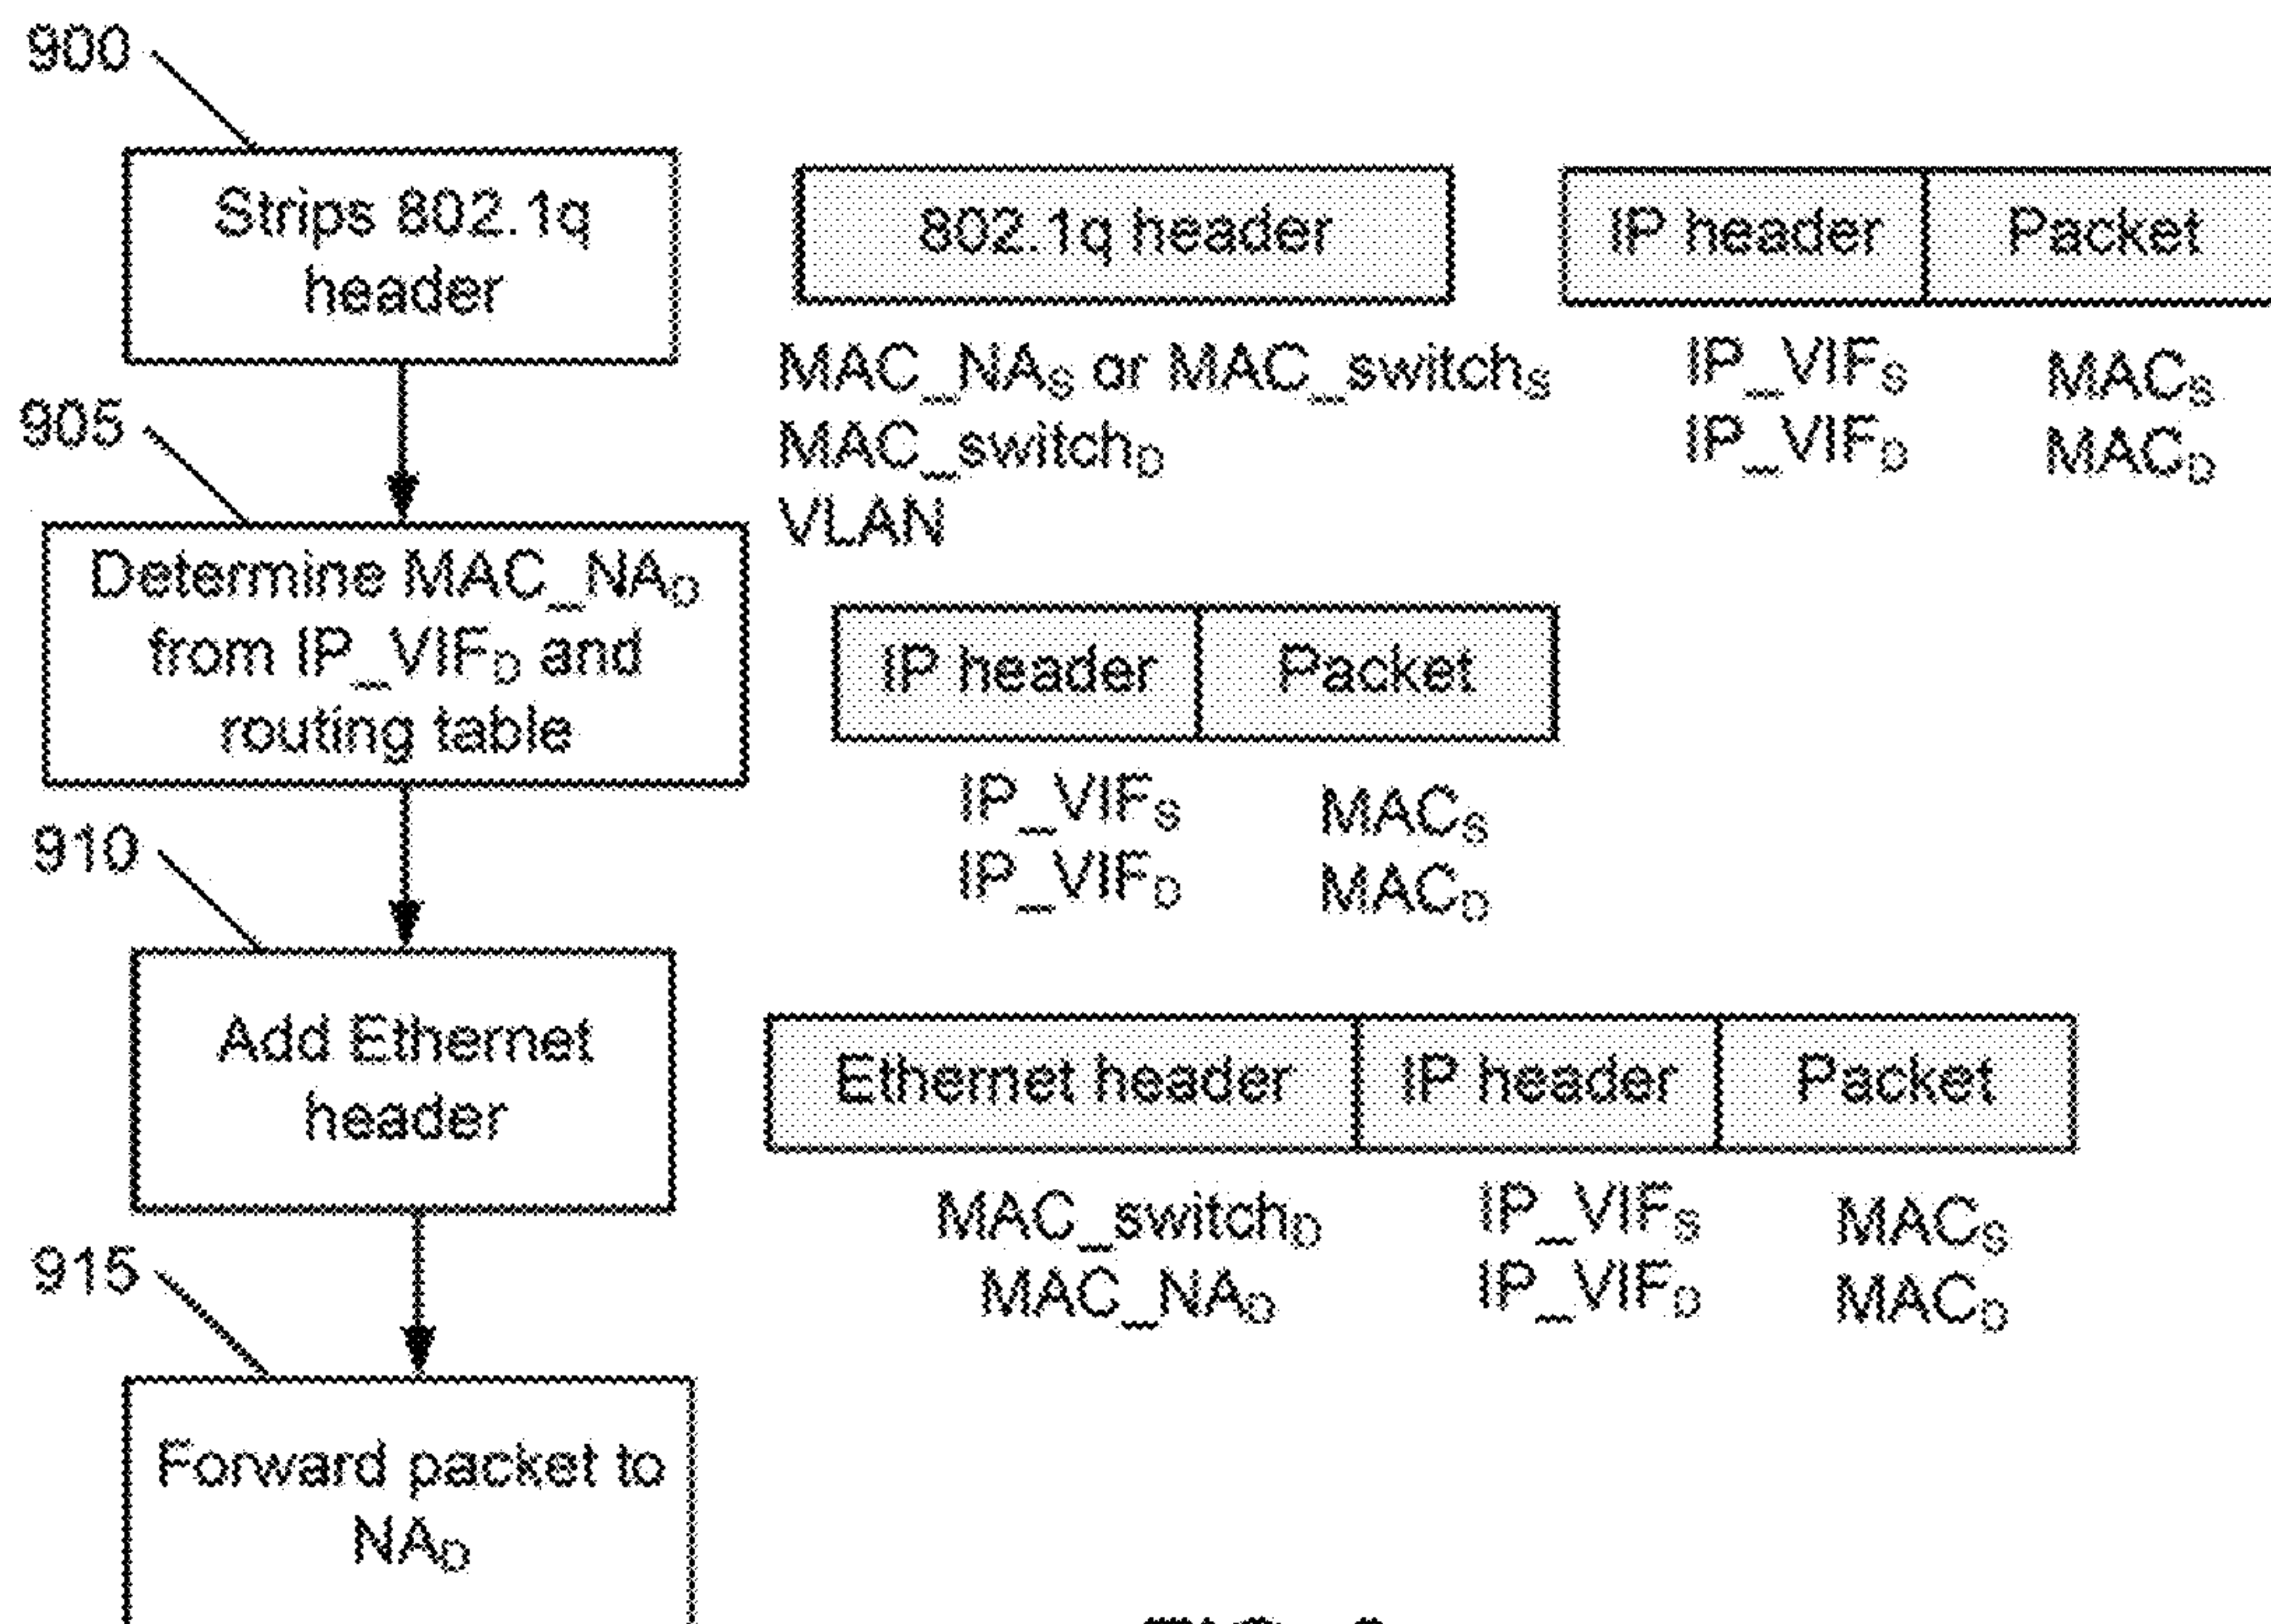 900
Strips 802.1q
header
802.1q header
IP header
Packet
MAC_NAS or MAC_switchS
MAC_switchD
VLAN
IP_VIFS
IP_VIFD
MACS
MACD
905
Determine MAC_NAD
from IP_VIFD and
routing table
IP header
Packet
IP_VIFS
IP_VIFD
MACS
MACD
910
Add Ethernet
header
Ethernet header
IP header
Packet
MAC_switchD
MAC_NAD
IP_VIFS
IP_VIFD
MACS
MACD
915
Forward packet to
NAD